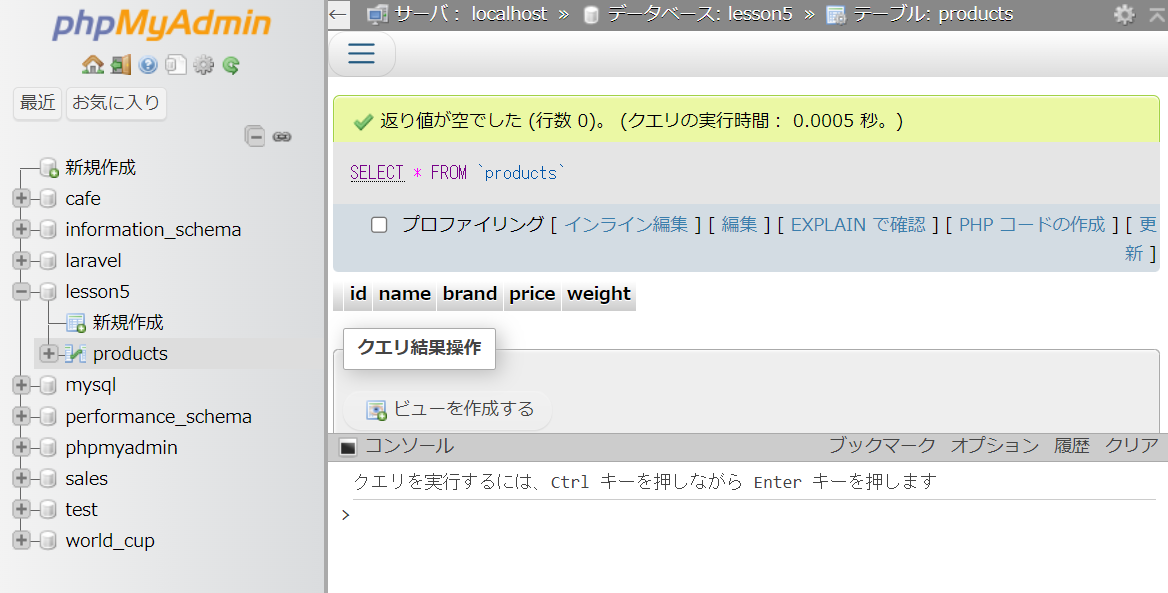 phpMyAdmin
最近 お気に入り
新規作成
cafe
information_schema
laravel
lesson5
新規作成
products
mysql
performance_schema
phpmyadmin
sales
test
world_cup
サーバ： localhost » データベース: lesson5 » テーブル: products
返り値が空でした (行数 0)。 (クエリの実行時間： 0.0005 秒。)
SELECT * FROM `products`
プロファイリング [ インライン編集 ] [ 編集 ] [ EXPLAIN で確認 ] [ PHP コードの作成 ] [ 更
新 ]
id name brand price weight
クエリ結果操作
ビューを作成する
コンソール ブックマーク オプション 履歴 クリア
クエリを実行するには、Ctrl キーを押しながら Enter キーを押します
>